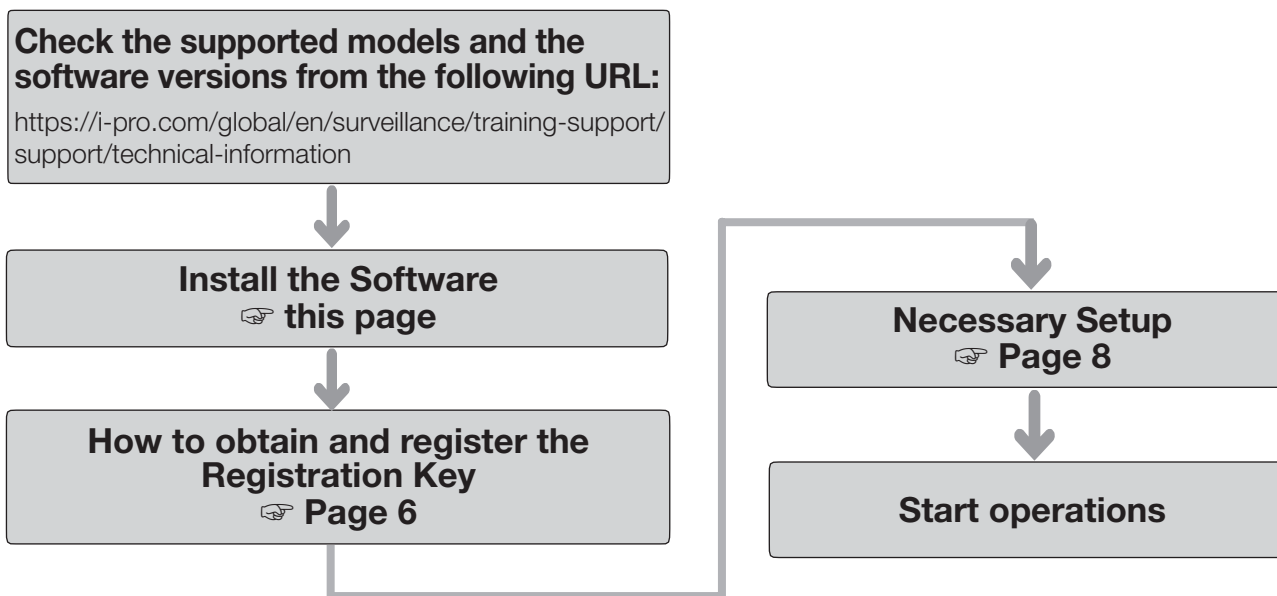 Check the supported models and the
software versions from the following URL:
https://i-pro.com/global/en/surveillance/training-support/
support/technical-information
Install the Software
☞ this page
How to obtain and register the
Registration Key
☞ Page 6
Necessary Setup
☞ Page 8
Start operations